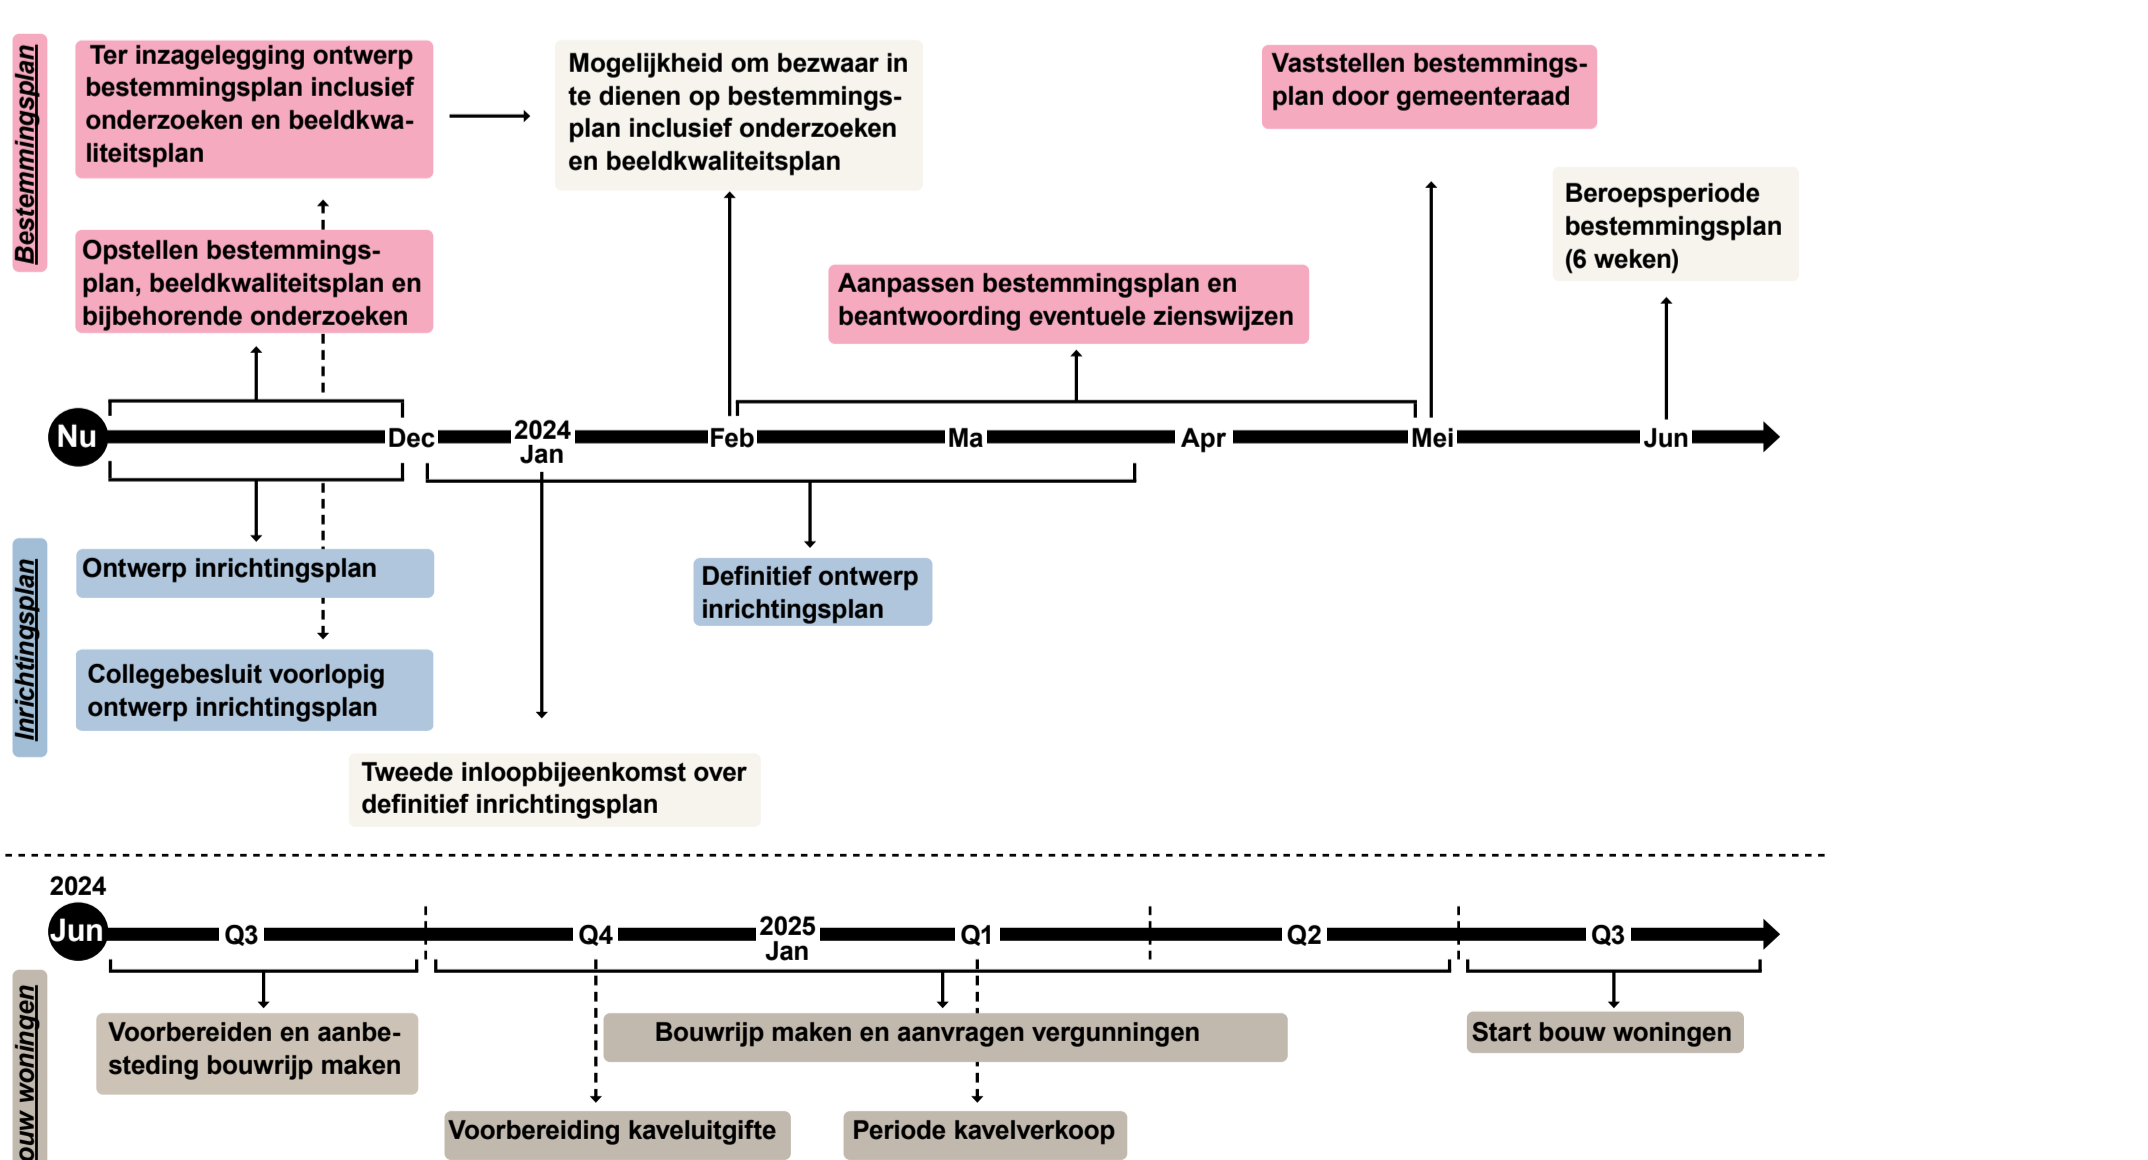 Bestemmingsplan
Ter inzagelegging ontwerp
bestemmingsplan inclusief
onderzoeken en beeldkwa-
liteitsplan
Mogelijkheid om bezwaar in
te dienen op bestemmings-
plan inclusief onderzoeken
en beeldkwaliteitsplan
Vaststellen bestemmings-
plan door gemeenteraad
Beroepsperiode
bestemmingsplan
(6 weken)
Opstellen bestemmings-
plan, beeldkwaliteitsplan en
bijbehorende onderzoeken
Aanpassen bestemmingsplan en
beantwoording eventuele zienswijzen
Nu
Dec
2024
Jan
Feb
Ma
Apr
Mei
Jun
Inrichtingsplan
Ontwerp inrichtingsplan
Definitief ontwerp
inrichtingsplan
Collegebesluit voorlopig
ontwerp inrichtingsplan
Tweede inloopbijeenkomst over
definitief inrichtingsplan
2024
Jun
Q3
Q4
2025
Jan
Q1
Q2
Q3
woningen
Voorbereiden en aanbe-
steding bouwrijp maken
Bouwrijp maken en aanvragen vergunningen
Start bouw woningen
Voorbereiding kaveluitgifte
Periode kavelverkoop